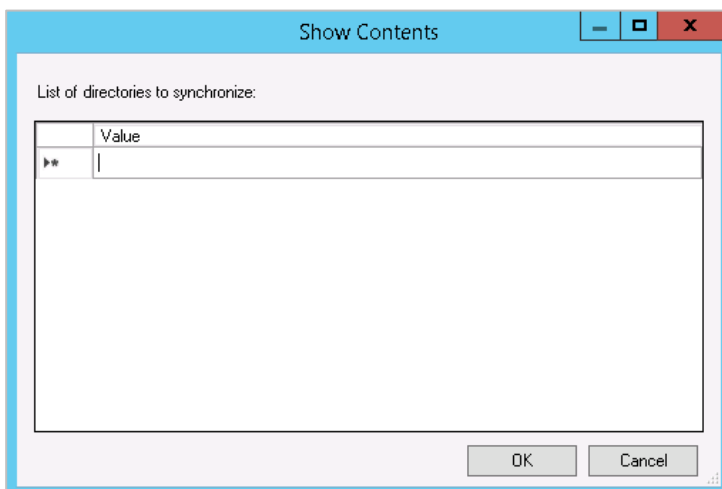 Show Contents
List of directories to synchronize:
Value
OK
Cancel